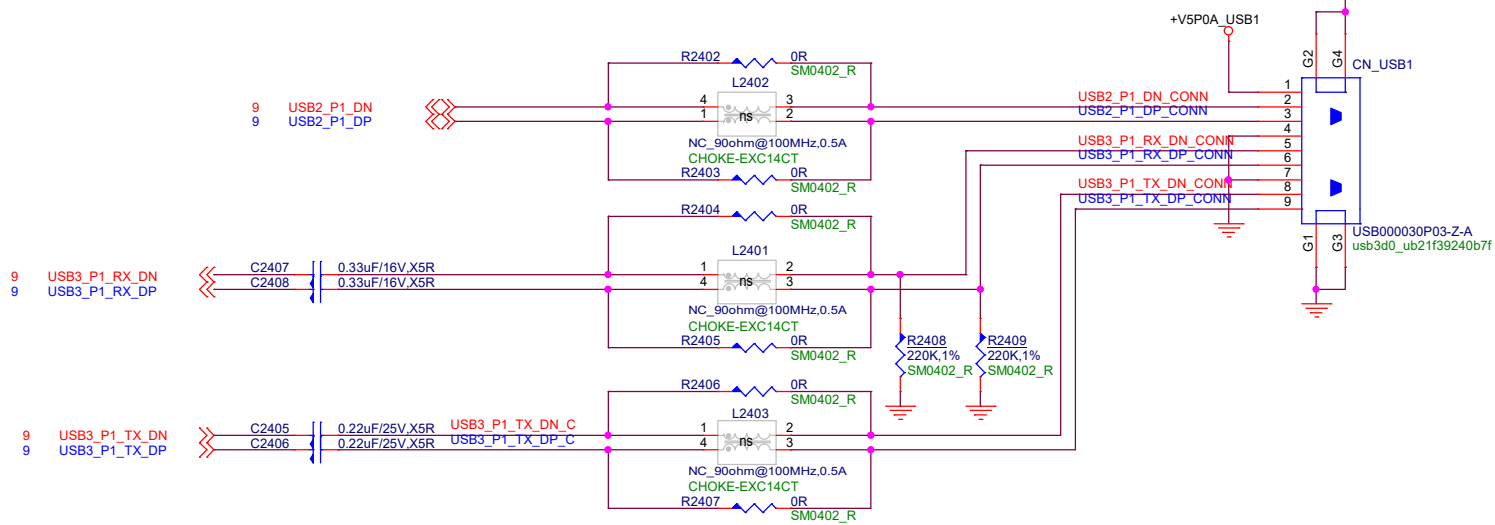 +V5P0A_USB1
R2402 0R
SM0402_R
L2402
G2 G4
CN_USB1
9 USB2_P1_DN
9 USB2_P1_DP
4 3
1 2
ns
NC_90ohm@100MHz,0.5A
CHOKE-EXC14CT
R2403 0R
SM0402_R
USB2_P1_DN_CONN
USB2_P1_DP_CONN
USB3_P1_RX_DN_CONN
USB3_P1_RX_DP_CONN
USB3_P1_TX_DN_CONN
USB3_P1_TX_DP_CONN
1
2
3
4
5
6
7
8
9
R2404 0R
SM0402_R
G1 G3
USB000030P03-Z-A
usb3d0_ub21f39240b7f
L2401
9 USB3_P1_RX_DN
9 USB3_P1_RX_DP
C2407 0.33uF/16V,X5R
C2408 0.33uF/16V,X5R
1 2
4 3
ns
NC_90ohm@100MHz,0.5A
CHOKE-EXC14CT
R2405 0R
SM0402_R
R2408
220K,1%
SM0402_R
R2409
220K,1%
SM0402_R
R2406 0R
SM0402_R
L2403
9 USB3_P1_TX_DN
9 USB3_P1_TX_DP
C2405 0.22uF/25V,X5R
C2406 0.22uF/25V,X5R
USB3_P1_TX_DN_C
USB3_P1_TX_DP_C
1 2
4 3
ns
NC_90ohm@100MHz,0.5A
CHOKE-EXC14CT
R2407 0R
SM0402_R